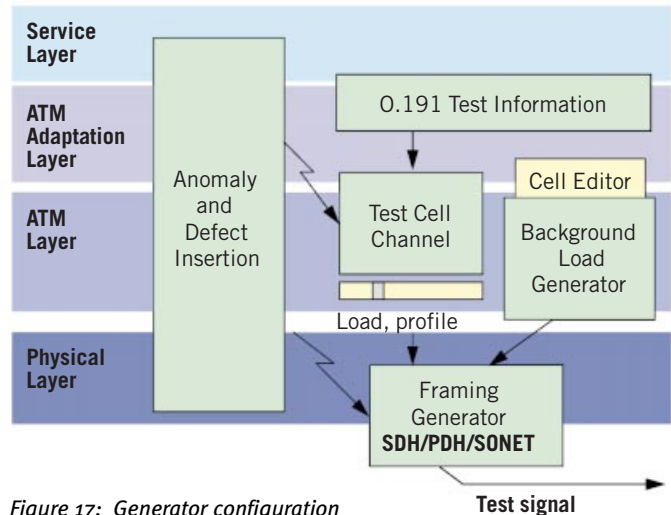 Service
Layer
O.191 Test Information
ATM
Adaptation
Layer
Anomaly
and
Defect
Insertion
Test Cell
Channel
Cell Editor
Background
Load
Generator
ATM
Layer
Load, profile
Physical
Layer
Framing
Generator
SDH/PDH/SONET
Figure 17: Generator configuration
Test signal